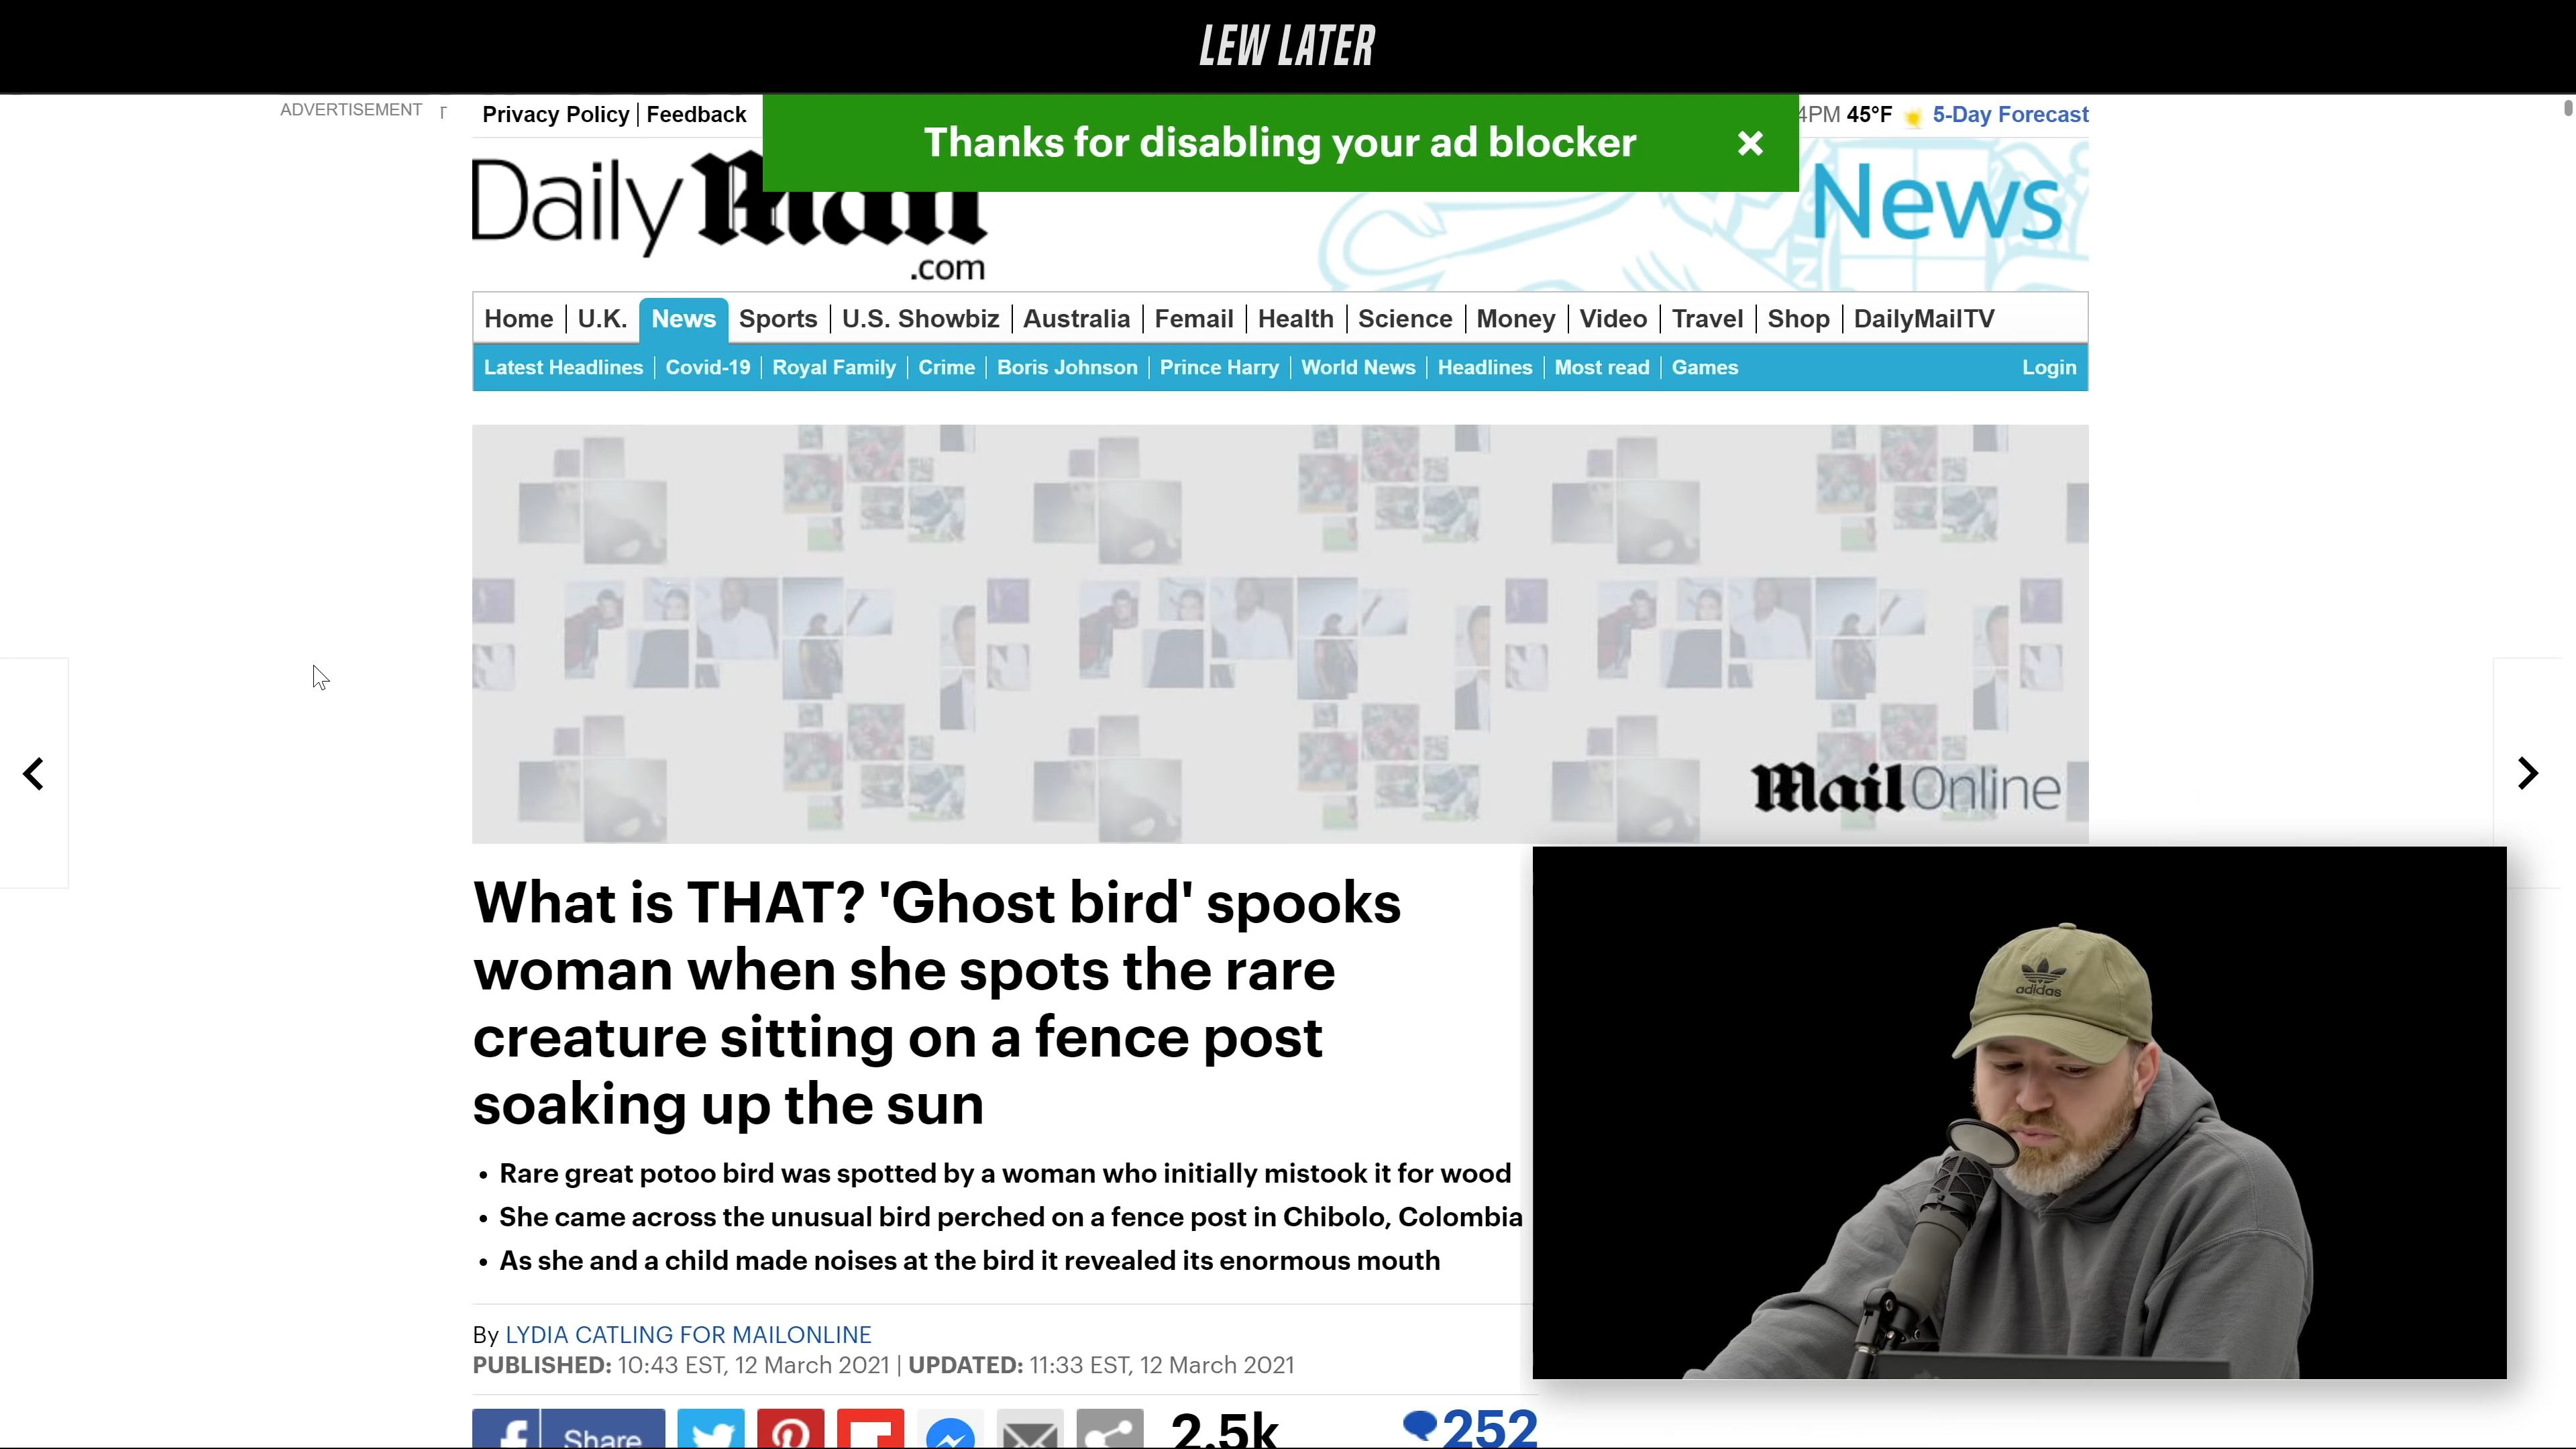 LEW LATER
ADVERTISEMENT
Privacy Policy | Feedback
Thanks for disabling your ad blocker
4PM 45°F 5-Day Forecast
Daily Mail
.com
News
Home | U.K. | News | Sports | U.S. Showbiz | Australia | Femail | Health | Science | Money | Video | Travel | Shop | DailyMailTV
Latest Headlines | Covid-19 | Royal Family | Crime | Boris Johnson | Prince Harry | World News | Headlines | Most read | Games Login
Mail Online
What is THAT? 'Ghost bird' spooks
woman when she spots the rare
creature sitting on a fence post
soaking up the sun
• Rare great potoo bird was spotted by a woman who initially mistook it for wood
• She came across the unusual bird perched on a fence post in Chibolo, Colombia
• As she and a child made noises at the bird it revealed its enormous mouth
adidas
By LYDIA CATLING FOR MAILONLINE
PUBLISHED: 10:43 EST, 12 March 2021 | UPDATED: 11:33 EST, 12 March 2021
Share
2.5k
252